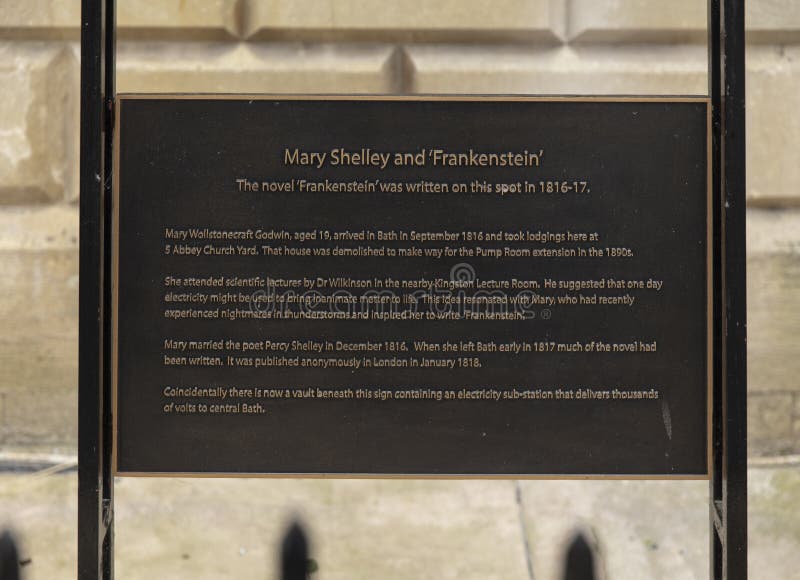 Mary Shelley and 'Frankenstein'
The novel 'Frankenstein' was written on this spot in 1816-17.
Mary Wollstonecraft Godwin, aged 19, arrived in Bath in September 1816 and took lodgings here at
5 Abbey Church Yard. That house was demolished to make way for the Pump Room extension in the 1890s.
She attended scientific lectures by Dr Wilkinson in the nearby Kingston Lecture Room. He suggested that one day
electricity might be used to bring inanimate matter to life. This idea resonated with Mary, who had recently
experienced nightmares in thunderstorms and inspired her to write 'Frankenstein'.
Mary married the poet Percy Shelley in December 1816. When she left Bath early in 1817 much of the novel had
been written. It was published anonymously in London in January 1818.
Coincidentally there is now a vault beneath this sign containing an electricity sub-station that delivers thousands
of volts to central Bath.
dreamstime.com